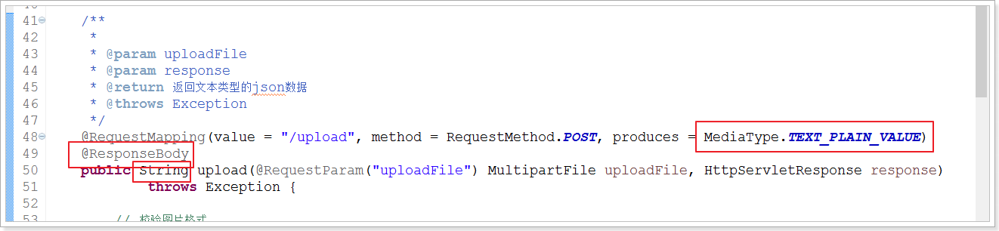 41 /**
42 *
43 * @param uploadFile
44 * @param response
45 * @return 返回文本类型的json数据
46 * @throws Exception
47 */
48 @RequestMapping(value = "/upload", method = RequestMethod.POST, produces = MediaType.TEXT_PLAIN_VALUE)
49 @ResponseBody
50 public String upload(@RequestParam("uploadFile") MultipartFile uploadFile, HttpServletResponse response)
51 throws Exception {
52
53 // 校验图片格式